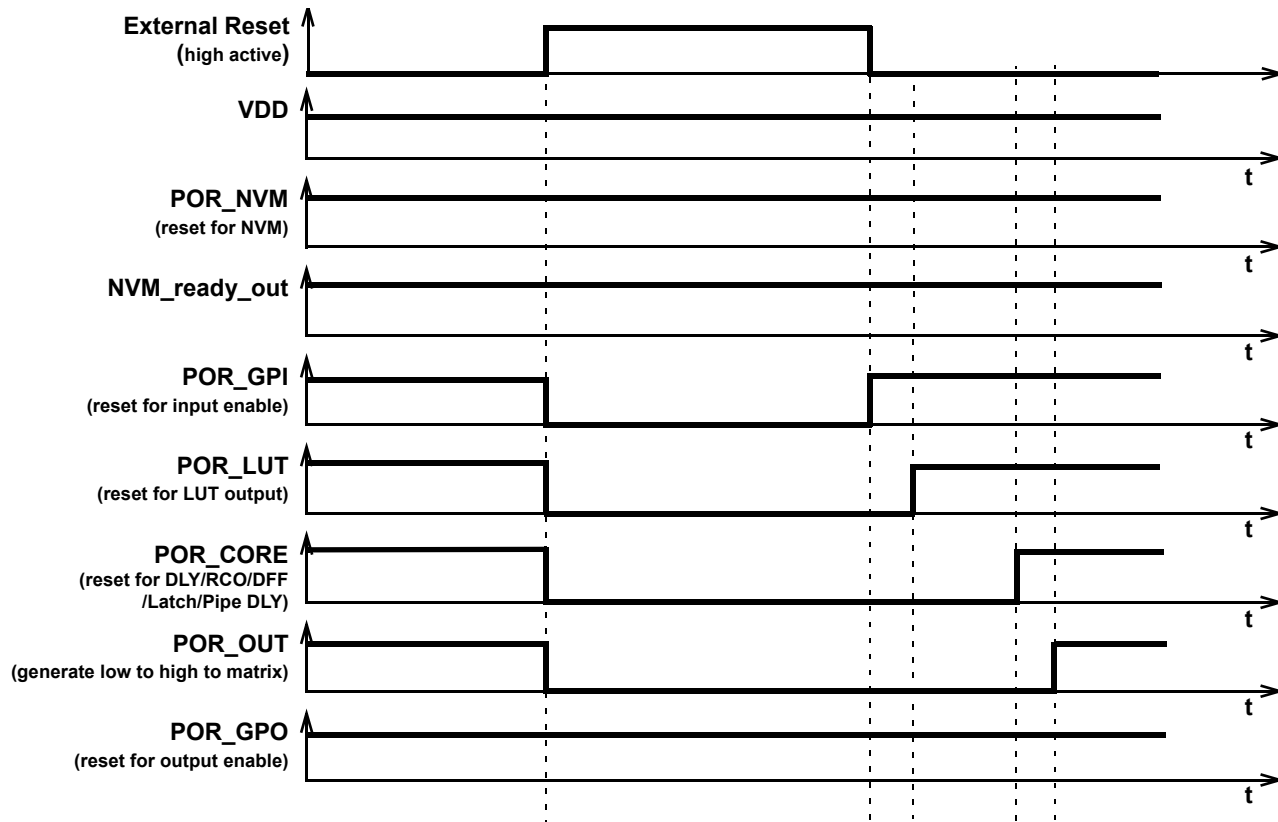 External Reset
(high active)
VDD
t
POR_NVM
(reset for NVM)
t
NVM_ready_out
t
POR_GPI
(reset for input enable)
t
POR_LUT
(reset for LUT output)
t
POR_CORE
(reset for DLY/RCO/DFF
/Latch/Pipe DLY)
t
POR_OUT
(generate low to high to matrix)
t
POR_GPO
(reset for output enable)
t